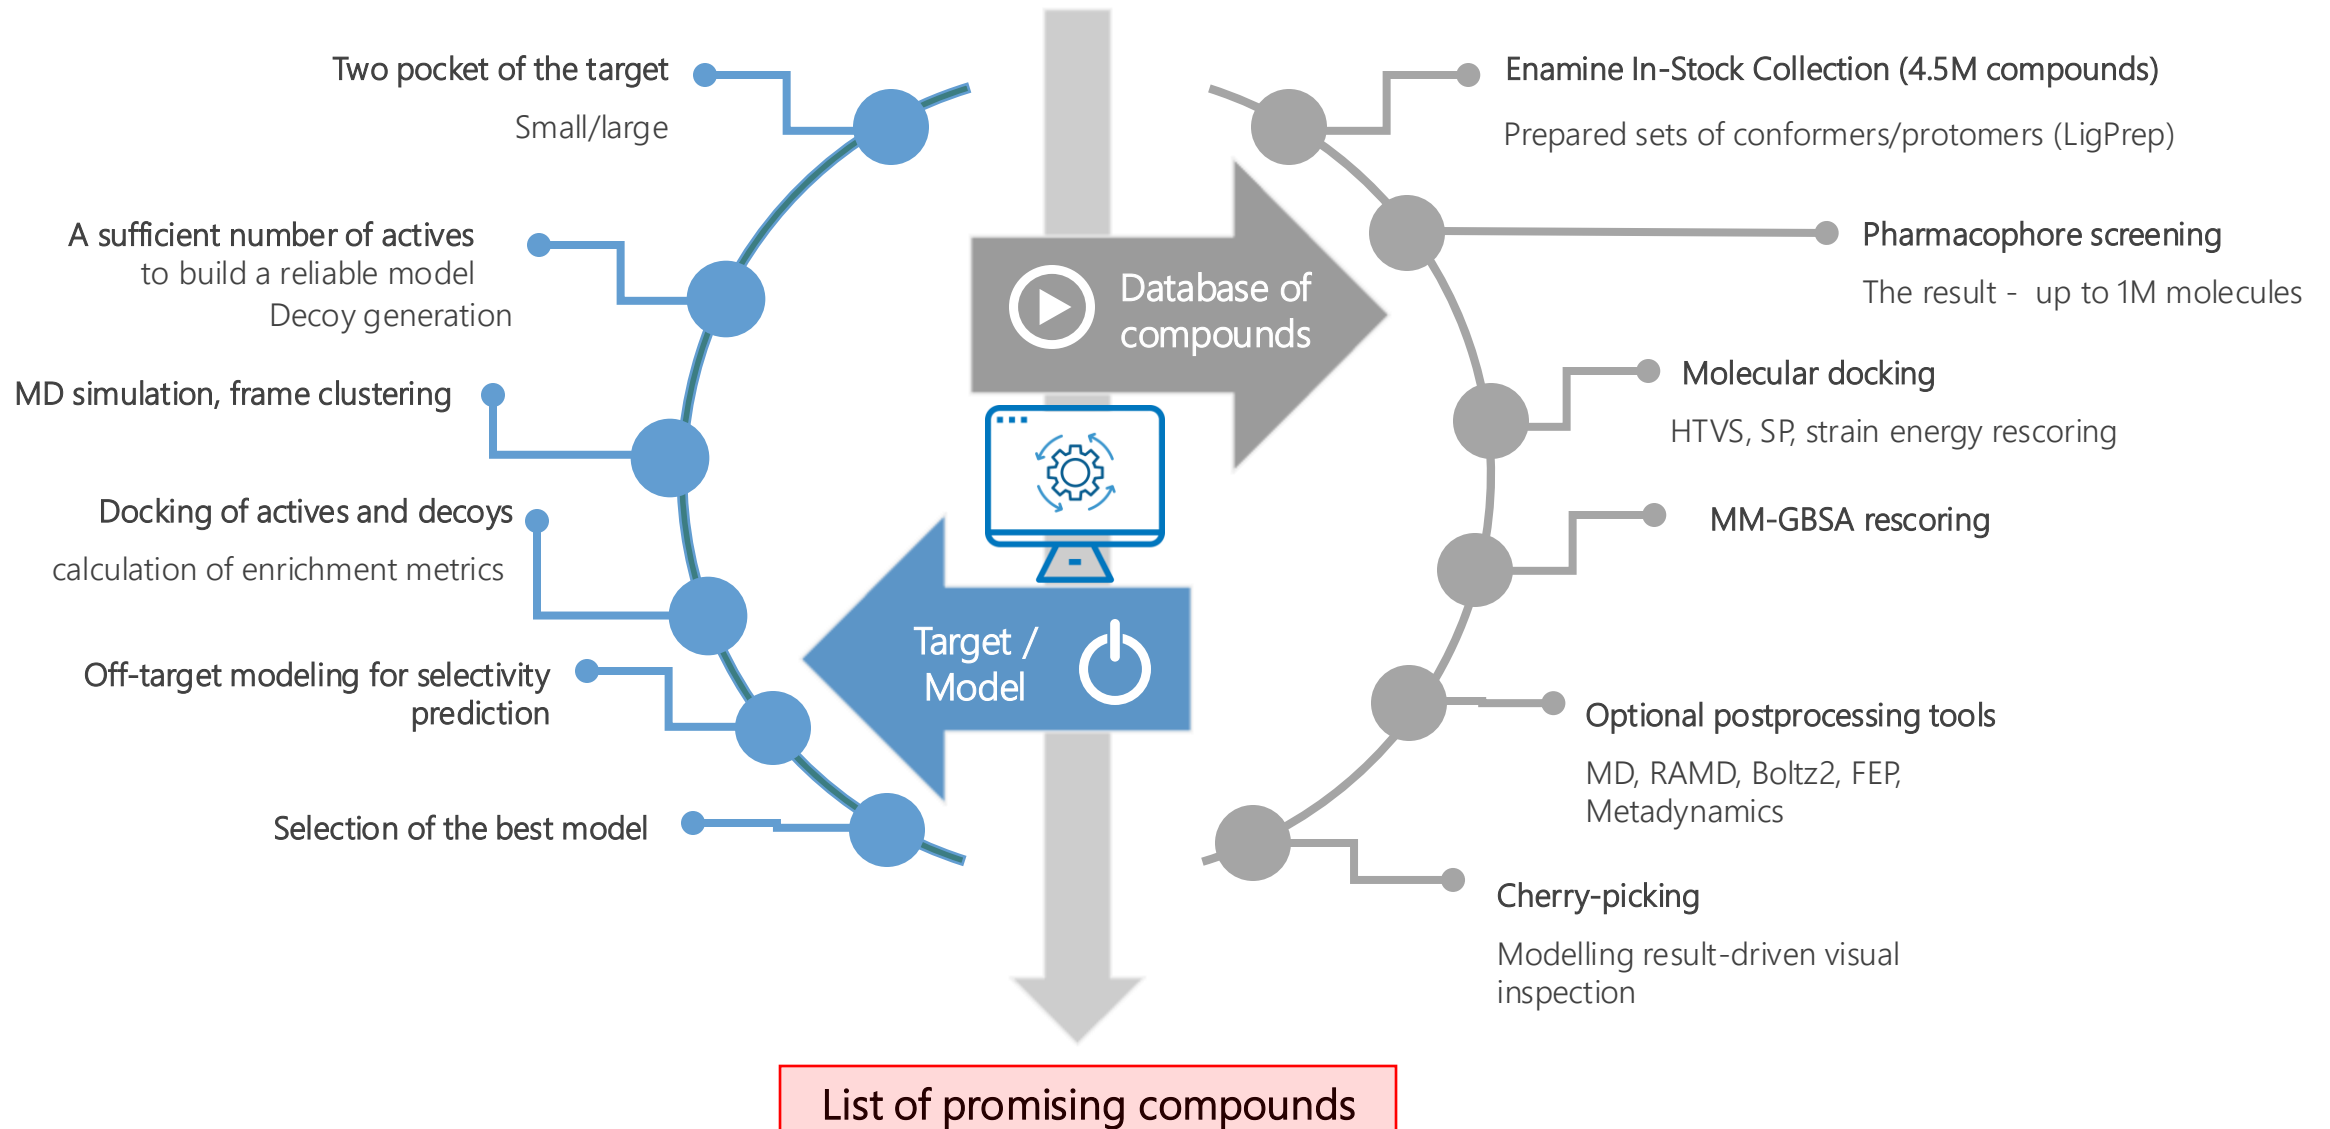 Two pocket of the target
Small/large
A sufficient number of actives
to build a reliable model
Decoy generation
MD simulation, frame clustering
Docking of actives and decoys
calculation of enrichment metrics
Off-target modeling for selectivity
prediction
Selection of the best model
Database of
compounds
Target /
Model
Enamine In-Stock Collection (4.5M compounds)
Prepared sets of conformers/protomers (LigPrep)
Pharmacophore screening
The result - up to 1M molecules
Molecular docking
HTVS, SP, strain energy rescoring
MM-GBSA rescoring
Optional postprocessing tools
MD, RAMD, Boltz2, FEP,
Metadynamics
Cherry-picking
Modelling result-driven visual
inspection
List of promising compounds